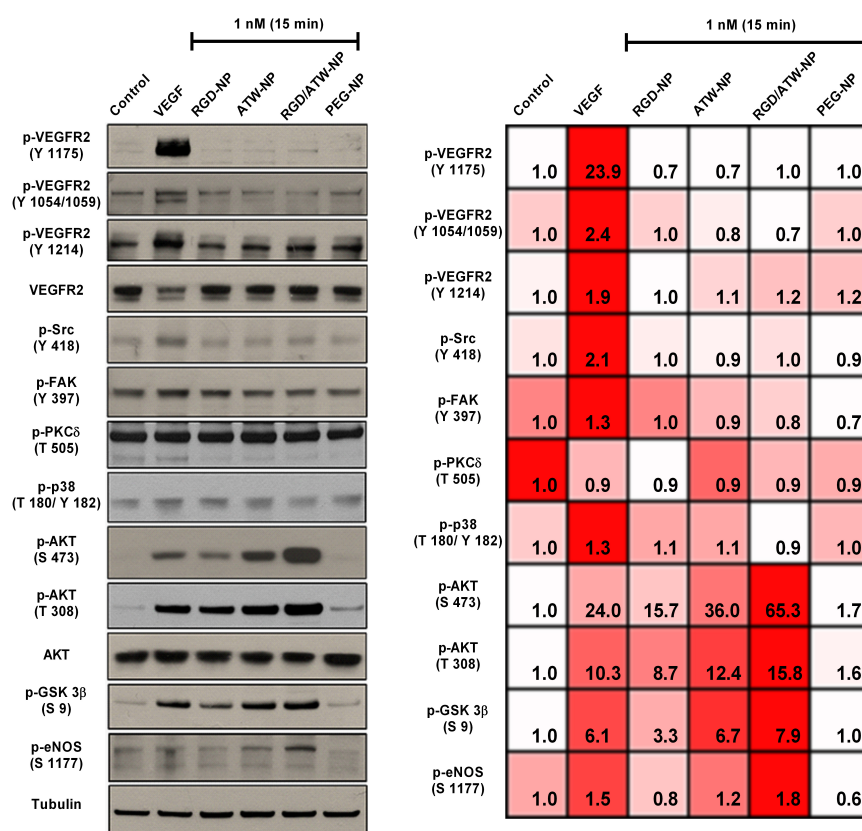 1 nM (15 min)
Control
VEGF
RGD-NP
ATW-NP
RGD/ATW-NP
PEG-NP
p-VEGFR2
(Y 1175)
p-VEGFR2
(Y 1054/1059)
p-VEGFR2
(Y 1214)
VEGFR2
p-Src
(Y 418)
p-FAK
(Y 397)
p-PKCδ
(T 505)
p-p38
(T 180/ Y 182)
p-AKT
(S 473)
p-AKT
(T 308)
AKT
p-GSK 3β
(S 9)
p-eNOS
(S 1177)
Tubulin
1 nM (15 min)
Control
VEGF
RGD-NP
ATW-NP
RGD/ATW-NP
PEG-NP
p-VEGFR2
(Y 1175)
1.0 23.9 0.7 0.7 1.0 1.0
p-VEGFR2
(Y 1054/1059)
1.0 2.4 1.0 0.8 0.7 1.0
p-VEGFR2
(Y 1214)
1.0 1.9 1.0 1.1 1.2 1.2
p-Src
(Y 418)
1.0 2.1 1.0 0.9 1.0 0.9
p-FAK
(Y 397)
1.0 1.3 1.0 0.9 0.8 0.7
p-PKCδ
(T 505)
1.0 0.9 0.9 0.9 0.9 0.9
p-p38
(T 180/ Y 182)
1.0 1.3 1.1 1.1 0.9 1.0
p-AKT
(S 473)
1.0 24.0 15.7 36.0 65.3 1.7
p-AKT
(T 308)
1.0 10.3 8.7 12.4 15.8 1.6
p-GSK 3β
(S 9)
1.0 6.1 3.3 6.7 7.9 1.0
p-eNOS
(S 1177)
1.0 1.5 0.8 1.2 1.8 0.6